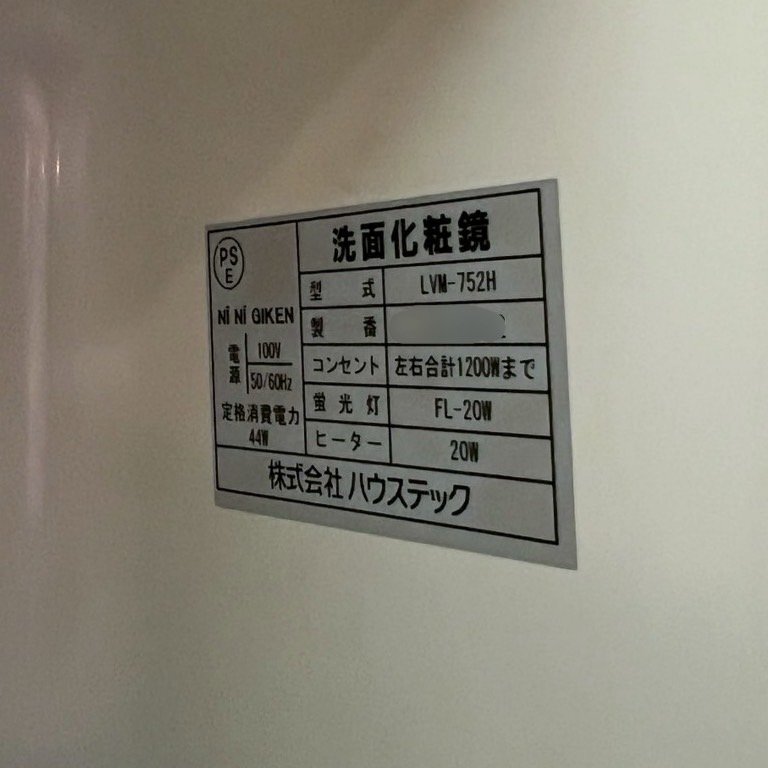 PS
E
NI NI GIKEN
電源 100V
50/60Hz
定格消費電力
44W
洗面化粧鏡
型式 LVM-752H
製番
コンセント 左右合計1200Wまで
蛍光灯 FL-20W
ヒーター 20W
株式会社ハウステック